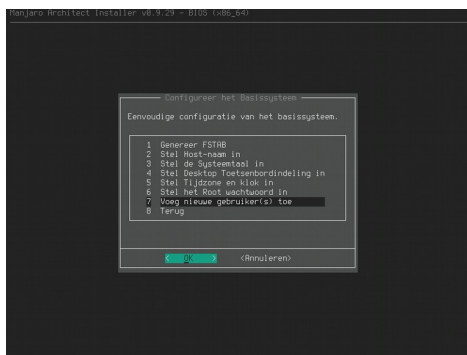 Manjaro Architect Installer v0.9.29 - BIOS (x86_64)
Configureer het Basissysteem
Eenvoudige configuratie van het basissysteem.
1 Genereer FSTAB
2 Stel Host-naam in
3 Stel de Systeemtaal in
4 Stel Desktop Toetsenbordindeling in
5 Stel Tijdzone en klok in
6 Stel het Root wachtwoord in
7 Voeg nieuwe gebruiker(s) toe
8 Terug
< OK > <Annuleren>